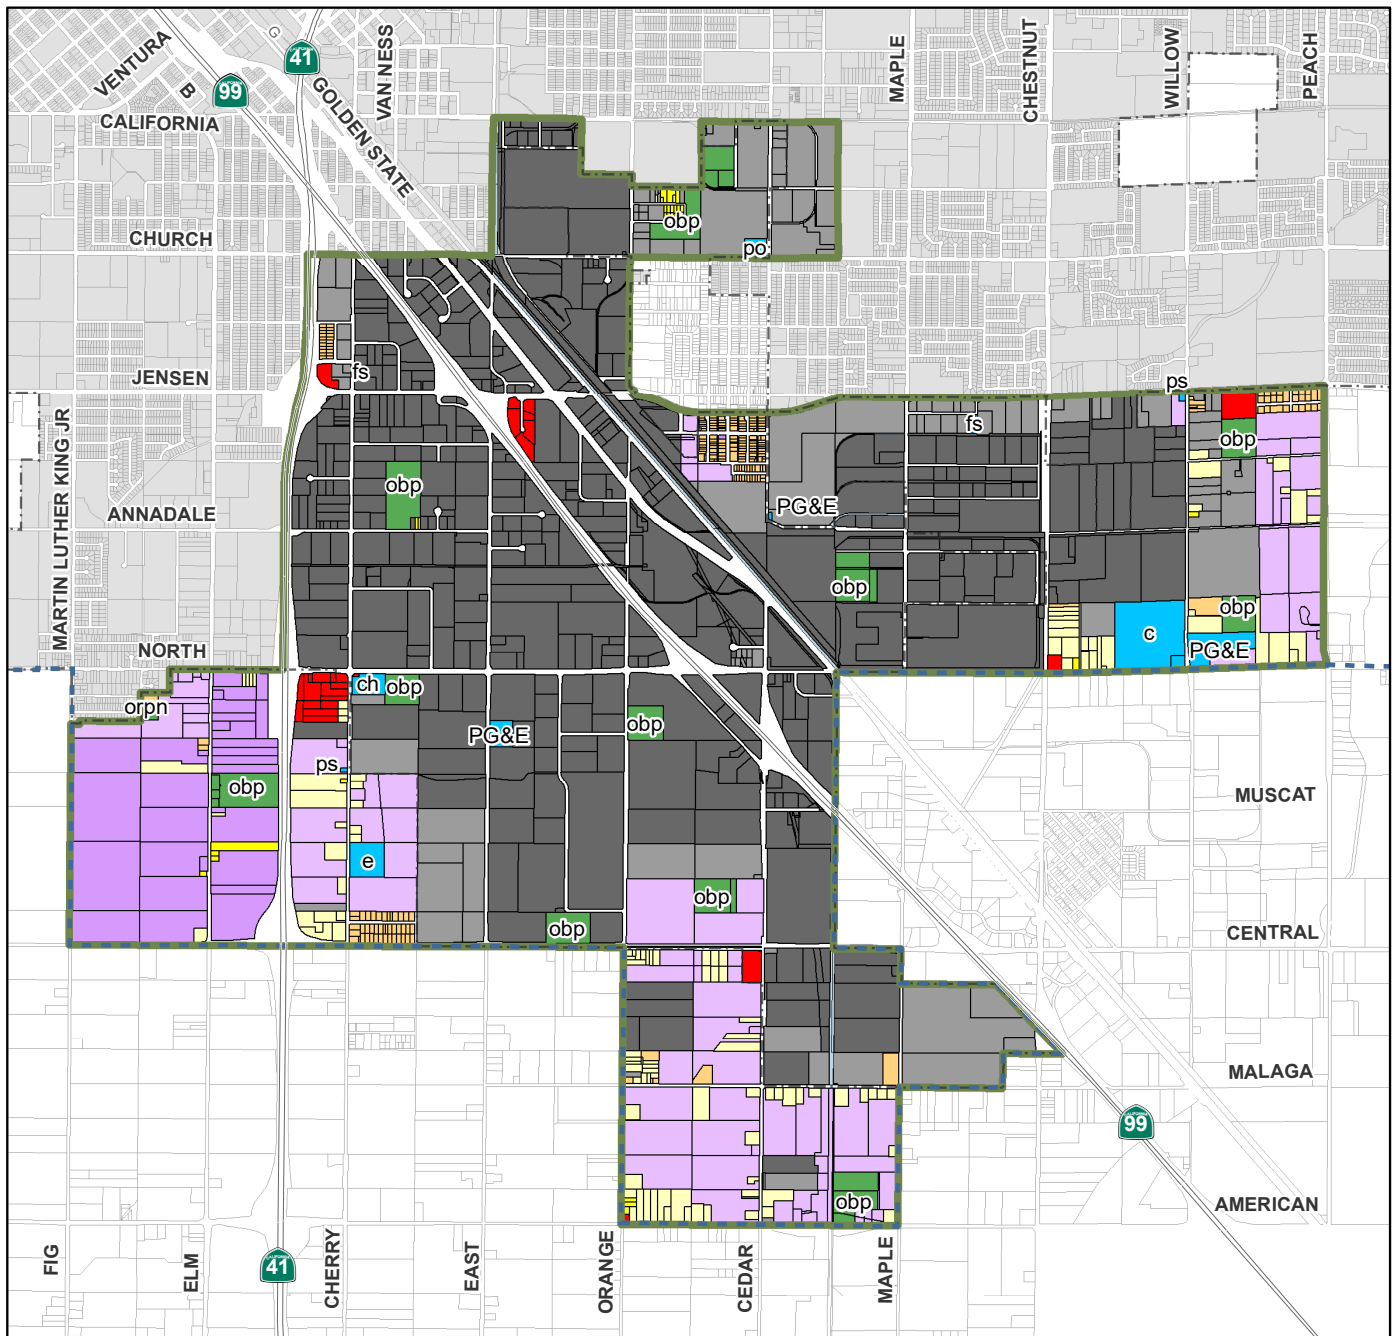 VENTURA
G
41
VAN NESS
MAPLE
CHESTNUT
WILLOW
PEACH
99
B
GOLDEN STATE
CALIFORNIA
CHURCH
obp
po
JENSEN
fs
ps
fs
obp
MARTIN LUTHER KING JR
obp
ANNADALE
PG&E
obp
obp
c
NORTH
PG&E
ch
obp
orpn
obp
PG&E
ps
obp
MUSCAT
e
obp
obp
CENTRAL
MALAGA
99
obp
AMERICAN
FIG
ELM
41
CHERRY
EAST
ORANGE
CEDAR
MAPLE